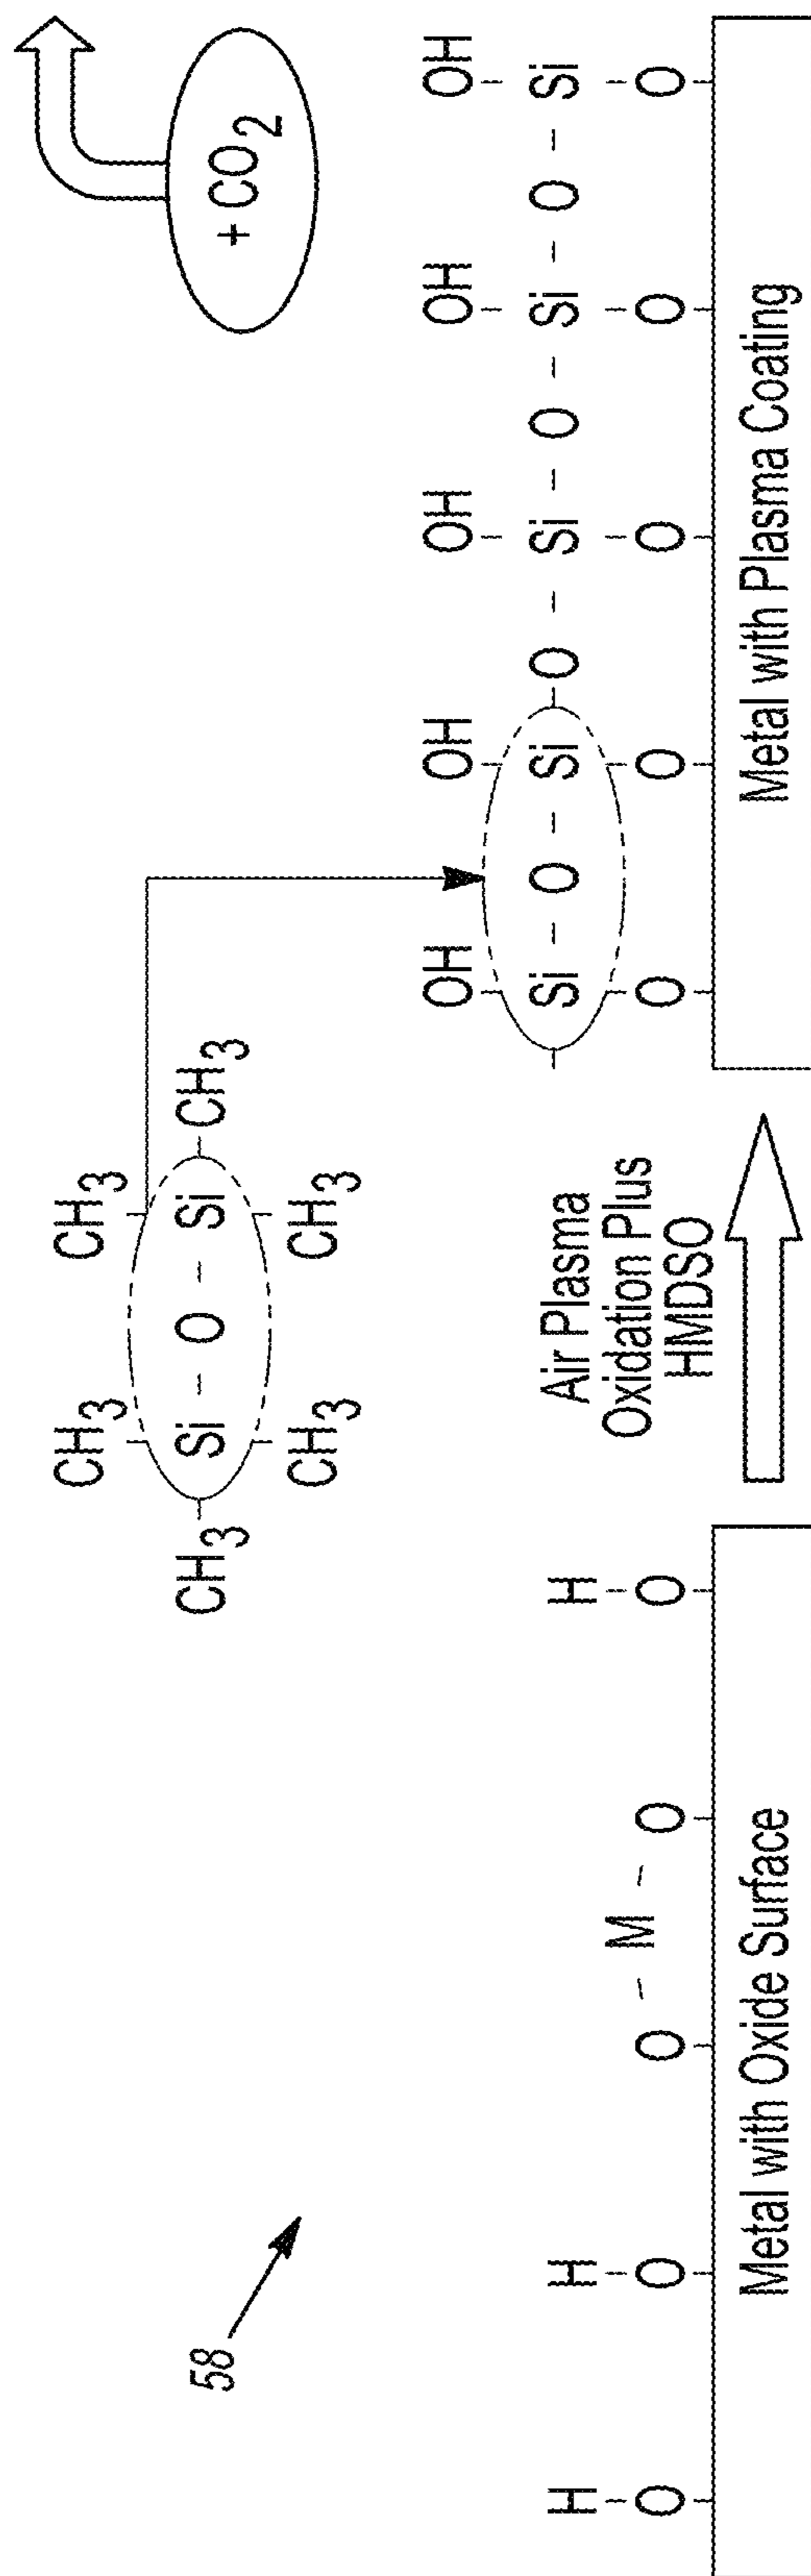 58
CH3 CH3
CH3 - Si - O - Si - CH3
CH3 CH3
+ CO2
H H H
O O - M - O O
Metal with Oxide Surface
Air Plasma
Oxidation Plus
HMDSO
OH OH OH OH OH
- Si - O - Si - O - Si - O - Si - O - Si
O O O O O
Metal with Plasma Coating